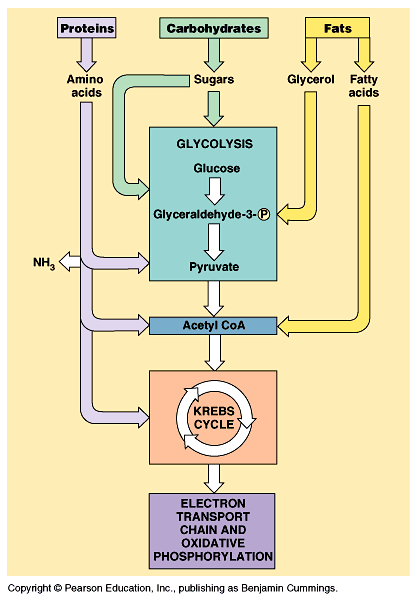 Proteins
Carbohydrates
Fats
Amino
acids
Sugars
Glycerol
Fatty
acids
GLYCOLYSIS
Glucose
Glyceraldehyde-3-P
NH3
Pyruvate
Acetyl CoA
KREBS
CYCLE
ELECTRON
TRANSPORT
CHAIN AND
OXIDATIVE
PHOSPHORYLATION
Copyright © Pearson Education, Inc., publishing as Benjamin Cummings.